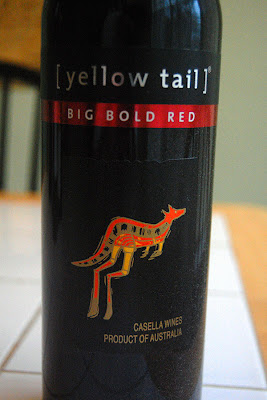 [ yellow tail ]®
BIG BOLD RED
CASELLA WINES
PRODUCT OF AUSTRALIA